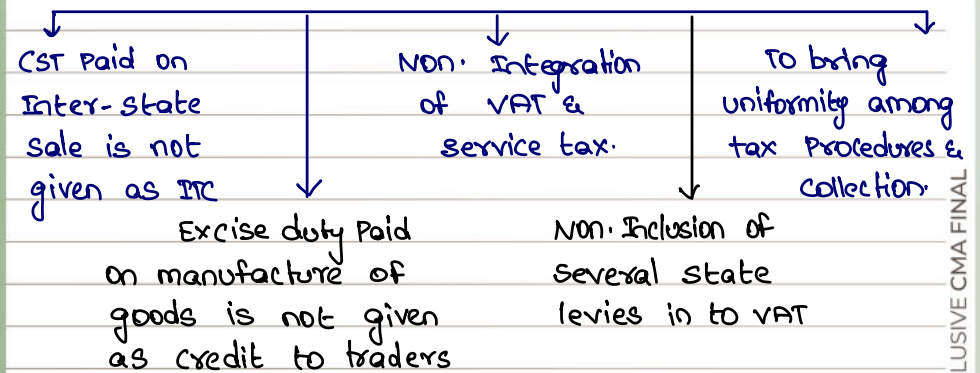 CST Paid on
Inter-state
sale is not
given as ITC
Excise duty Paid
on manufacture of
goods is not given
as credit to traders
Non. Integration
of VAT &
service tax.
Non. Inclusion of
several state
levies in to VAT
To bring
uniformity among
tax Procedures &
collection.
LUSIVE CMA FINAL